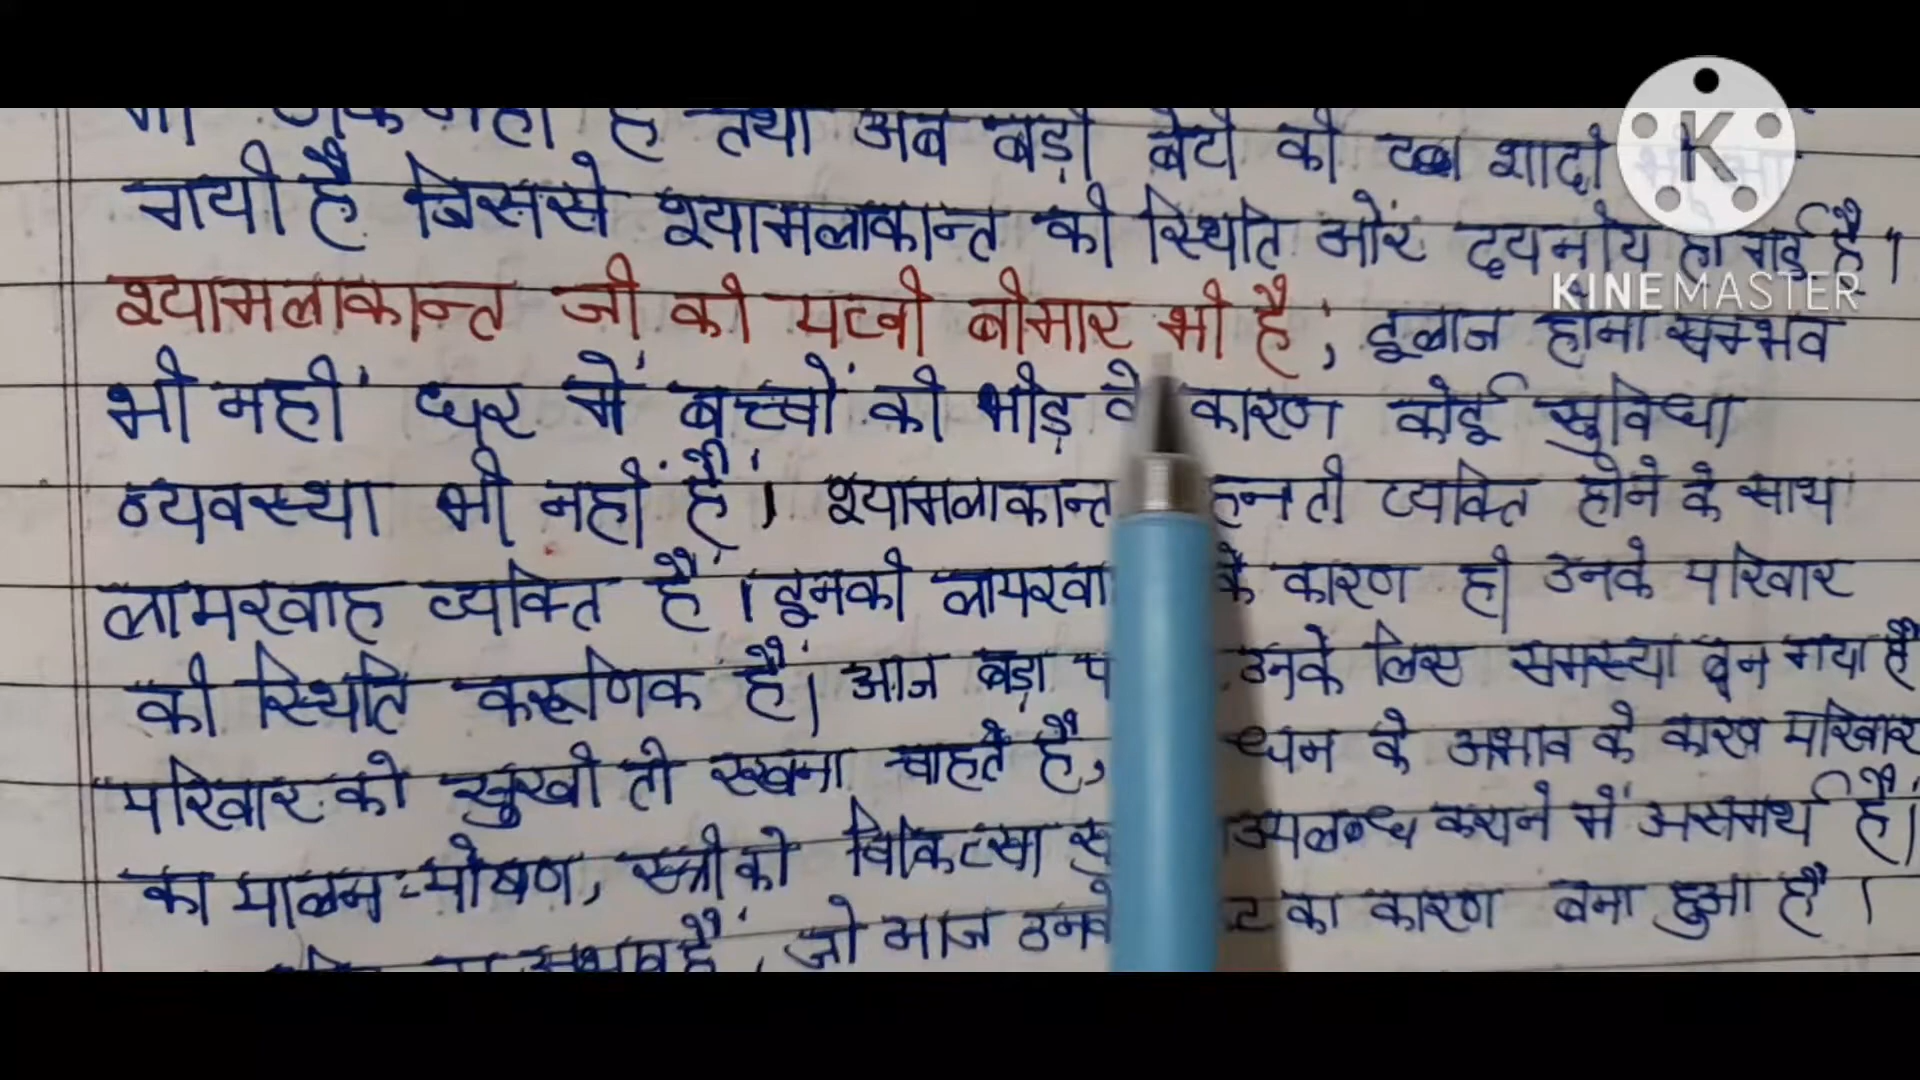 है तथा अब बड़ी बेटी की शादी
गयी है जिससे श्यामलाकान्त की स्थिति और दयनीय हो गई है।
श्यामलाकान्त जी की पत्नी बीमार भी है, इलाज होना सम्भव
भी नहीं घर में बच्चों की भीड़ के कारण कोई सुविधा
व्यवस्था भी नहीं हैं। श्यामलाकान्त व्यक्ति होने के साथ
लापरवाह व्यक्ति हैं। इनकी के कारण ही उनके परिवार
की स्थिति करूणिक हैं। आज बड़ा उनके लिए समस्या बन गया है
परिवार को सुखी तो रखना चाहते हैं, धन के अभाव के कारण परिवार
का पालन-पोषण, स्त्री को चिकित्सा उपलब्ध कराने में असमर्थ हैं।
जो आज का कारण बना हुआ है ।
K
KINEMASTER